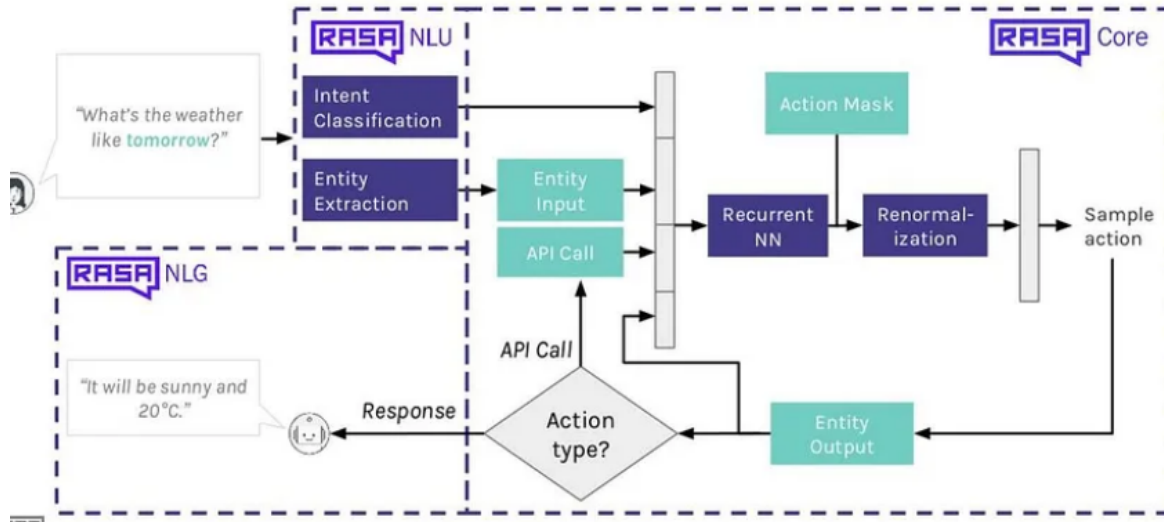 RASA NLU
RASA Core
"What's the weather
like tomorrow?"
Intent
Classification
Action Mask
Entity
Extraction
Entity
Input
Recurrent
NN
Renormal-
ization
Sample
action
API Call
RASA NLG
API Call
"It will be sunny and
20°C."
Response
Action
type?
Entity
Output